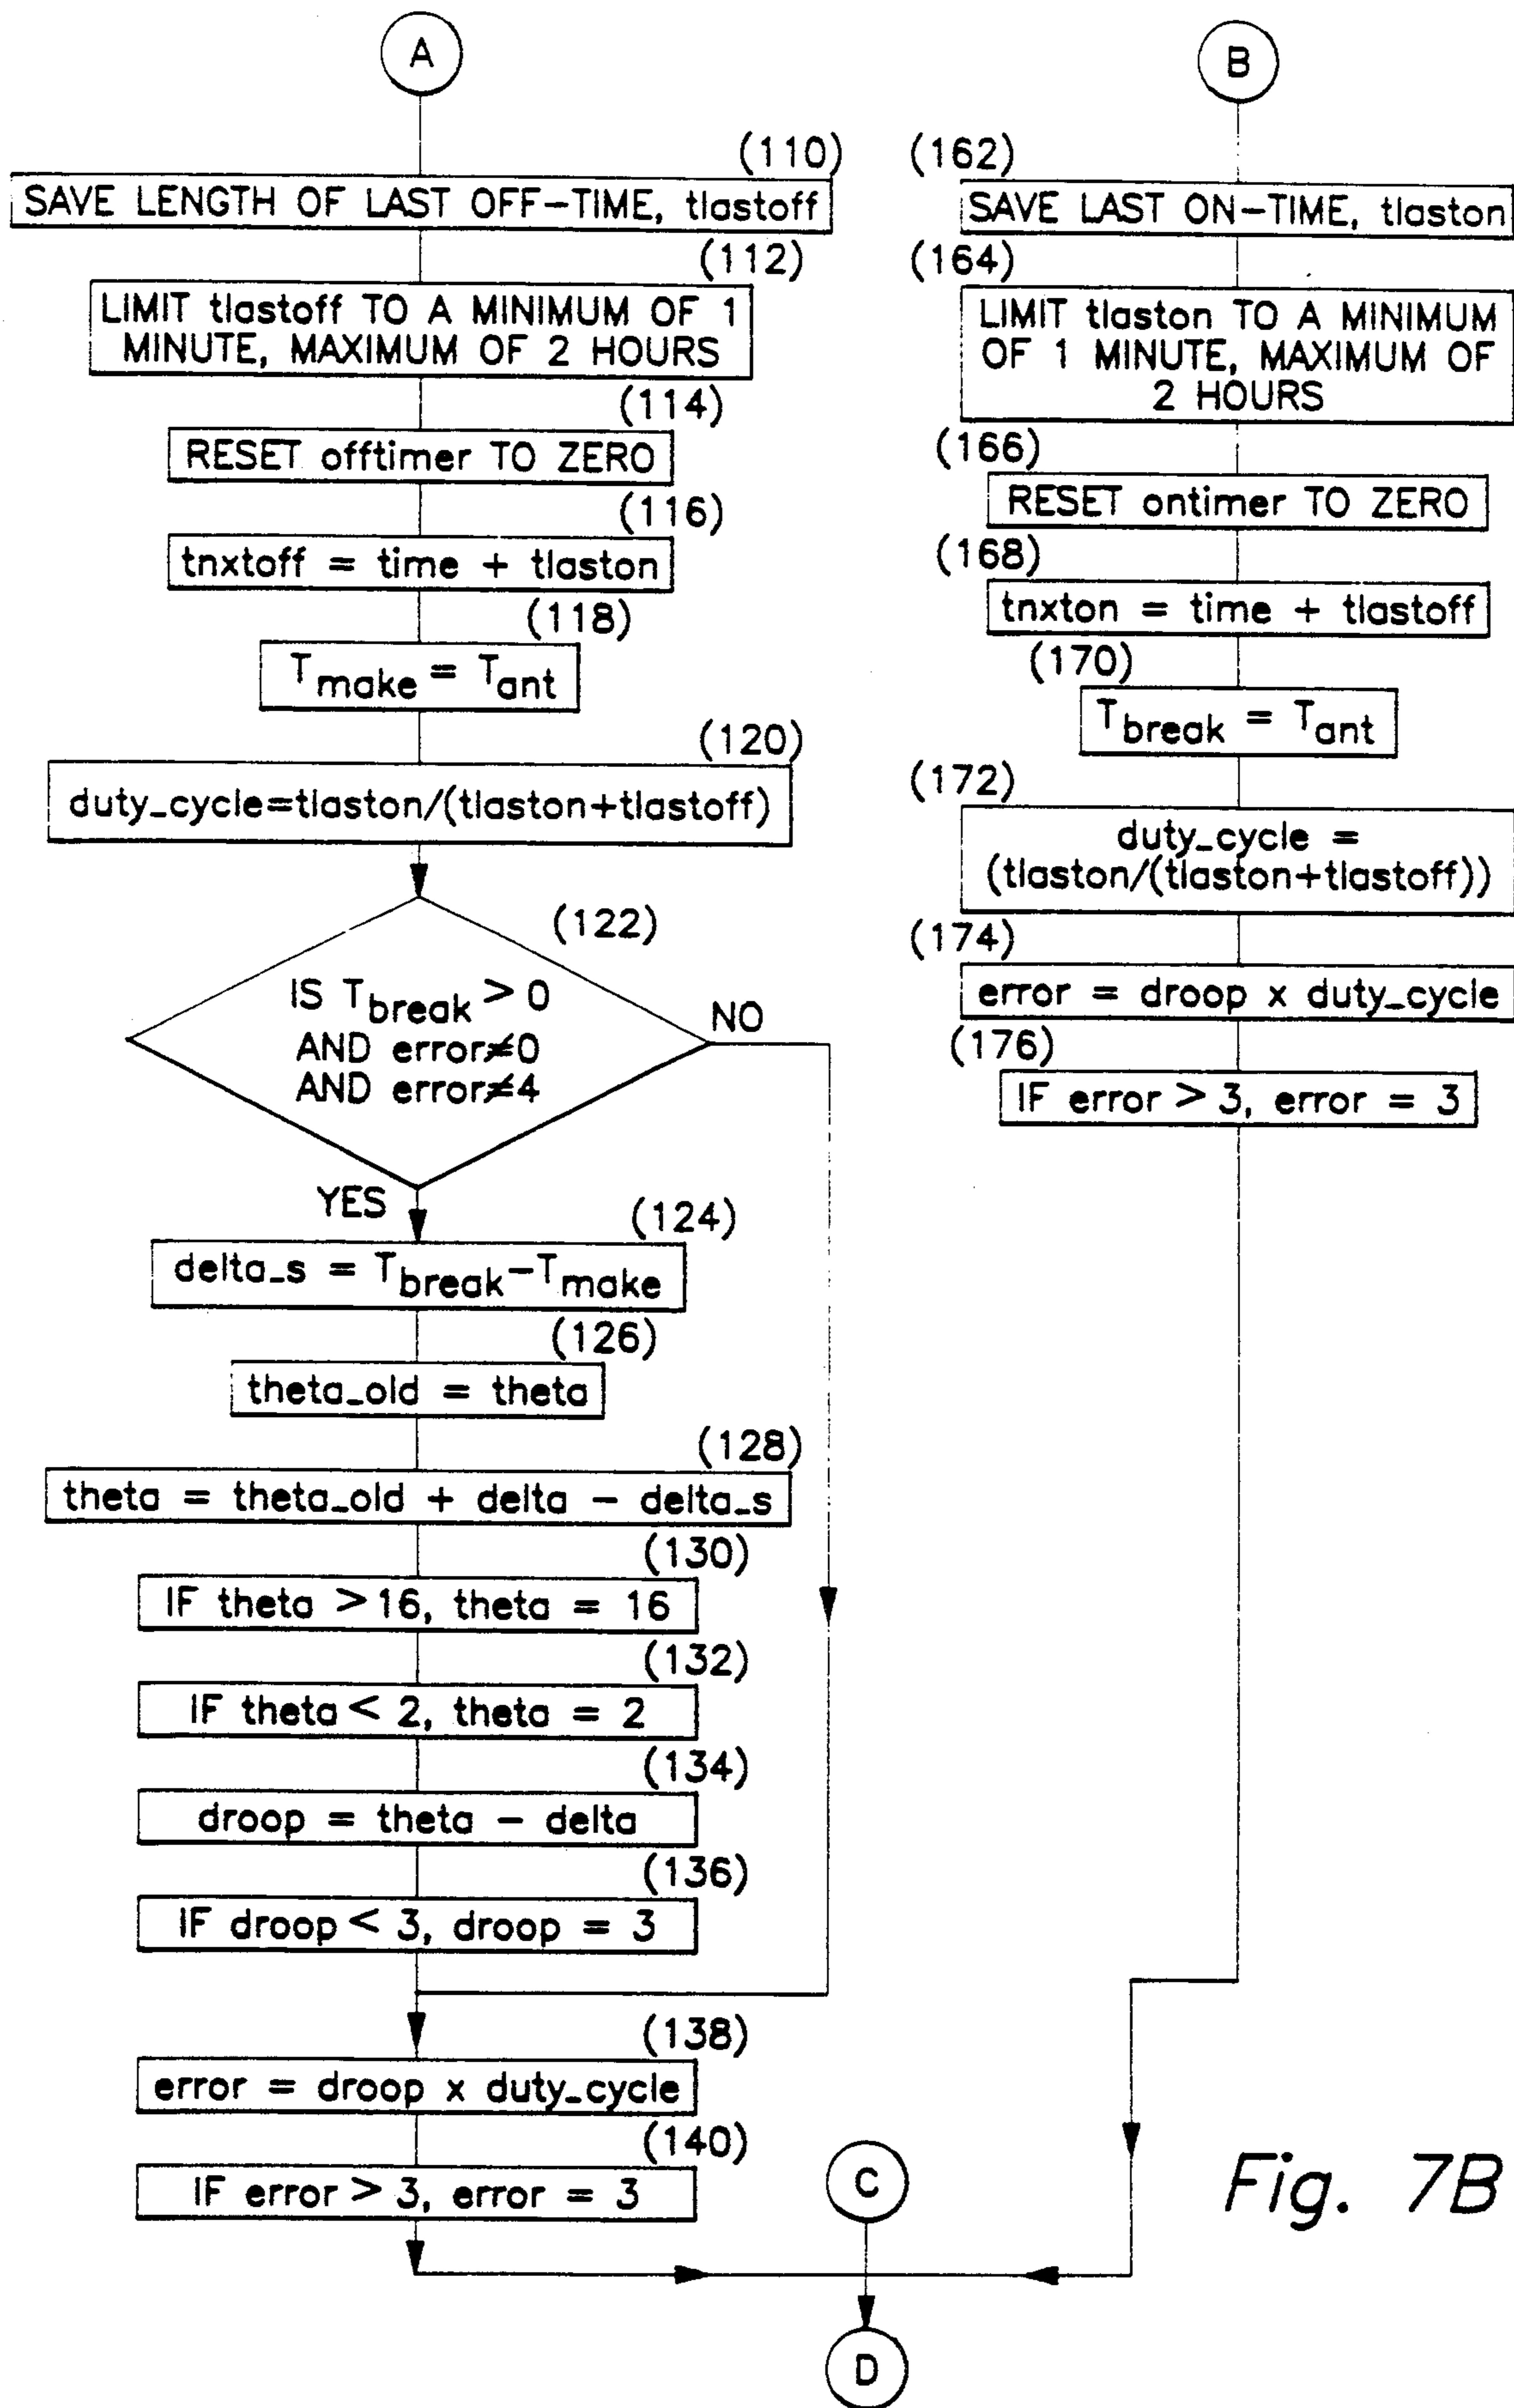 A
(110)
SAVE LENGTH OF LAST OFF-TIME, tlastoff
(112)
LIMIT tlastoff TO A MINIMUM OF 1
MINUTE, MAXIMUM OF 2 HOURS
(114)
RESET offtimer TO ZERO
(116)
tnxtoff = time + tlaston
(118)
Tmake = Tant
(120)
duty_cycle=tlaston/(tlaston+tlastoff)
(122)
IS Tbreak > 0
AND error≠0
AND error≠4
NO
YES
(124)
delta_s = Tbreak-Tmake
(126)
theta_old = theta
(128)
theta = theta_old + delta - delta_s
(130)
IF theta > 16, theta = 16
(132)
IF theta < 2, theta = 2
(134)
droop = theta - delta
(136)
IF droop < 3, droop = 3
(138)
error = droop x duty_cycle
(140)
IF error > 3, error = 3
B
(162)
SAVE LAST ON-TIME, tlaston
(164)
LIMIT tlaston TO A MINIMUM
OF 1 MINUTE, MAXIMUM OF
2 HOURS
(166)
RESET ontimer TO ZERO
(168)
tnxton = time + tlastoff
(170)
Tbreak = Tant
(172)
duty_cycle =
(tlaston/(tlaston+tlastoff))
(174)
error = droop x duty_cycle
(176)
IF error > 3, error = 3
C
D
Fig. 7B